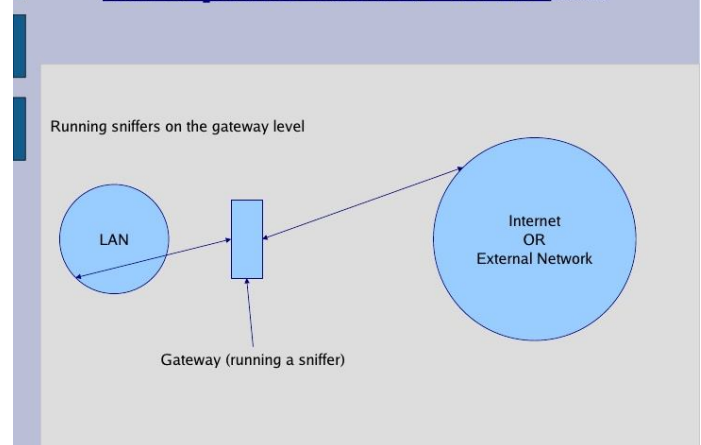 Running sniffers on the gateway level
LAN
Internet
OR
External Network
Gateway (running a sniffer)